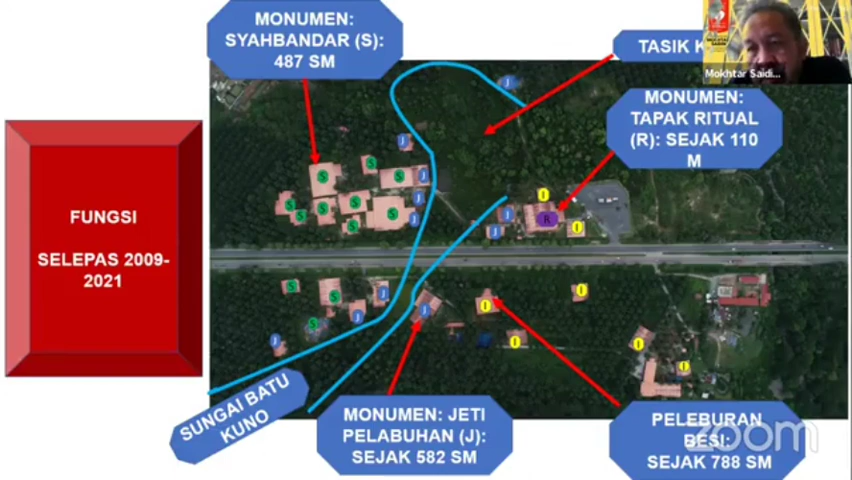 MONUMEN:
SYAHBANDAR (S):
487 SM
TASIK
Mokhtar Saidi...
MONUMEN:
TAPAK RITUAL
(R): SEJAK 110
M
FUNGSI
SELEPAS 2009-
2021
J
J
S
S
S
J
S
S
S
S
S
S
J
J
J
J
I
R
I
S
S
S
J
J
J
J
I
I
I
I
I
SUNGAI BATU
KUNO
MONUMEN: JETI
PELABUHAN (J):
SEJAK 582 SM
PELEBURAN
BESI:
SEJAK 788 SM
zoom